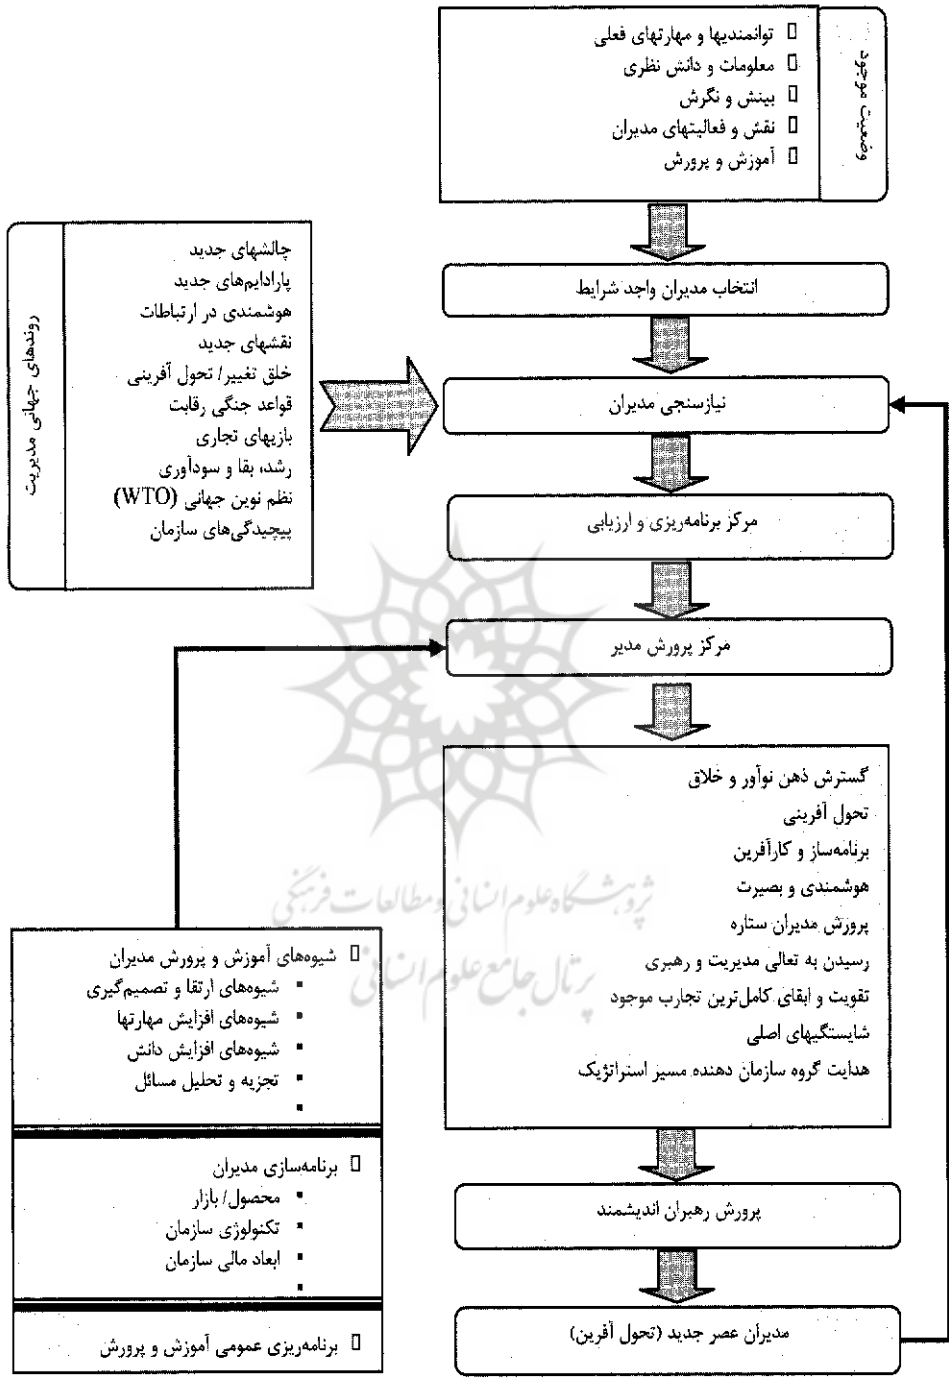 وضعیت موجود
توانمندیها و مهارتهای فعلی
معلومات و دانش نظری
بینش و نگرش
نقش و فعالیتهای مدیران
آموزش و پرورش
انتخاب مدیران واجد شرایط
روندهای جهانی مدیریت
چالشهای جدید
پارادایم‌های جدید
هوشمندی در ارتباطات
نقشهای جدید
خلق تغییر/ تحول آفرینی
قواعد جنگی رقابت
بازیهای تجاری
رشد، بقا و سودآوری
نظم نوین جهانی (WTO)
پیچیدگی‌های سازمان
نیازسنجی مدیران
مرکز برنامه‌ریزی و ارزیابی
مرکز پرورش مدیر
گسترش ذهن نوآور و خلاق
تحول آفرینی
برنامه‌ساز و کارآفرین
هوشمندی و بصیرت
پرورش مدیران ستاره
رسیدن به تعالی مدیریت و رهبری
تقویت و ابقای کامل‌ترین تجارب موجود
شایستگیهای اصلی
هدایت گروه سازمان دهنده مسیر استراتژیک
پژوهشگاه علوم انسانی و مطالعات فرهنگی
پرتال جامع علوم انسانی
شیوه‌های آموزش و پرورش مدیران
شیوه‌های ارتقا و تصمیم‌گیری
شیوه‌های افزایش مهارتها
شیوه‌های افزایش دانش
تجزیه و تحلیل مسائل
برنامه‌سازی مدیران
محصول/ بازار
تکنولوژی سازمان
ابعاد مالی سازمان
برنامه‌ریزی عمومی آموزش و پرورش
پرورش رهبران اندیشمند
مدیران عصر جدید (تحول آفرین)